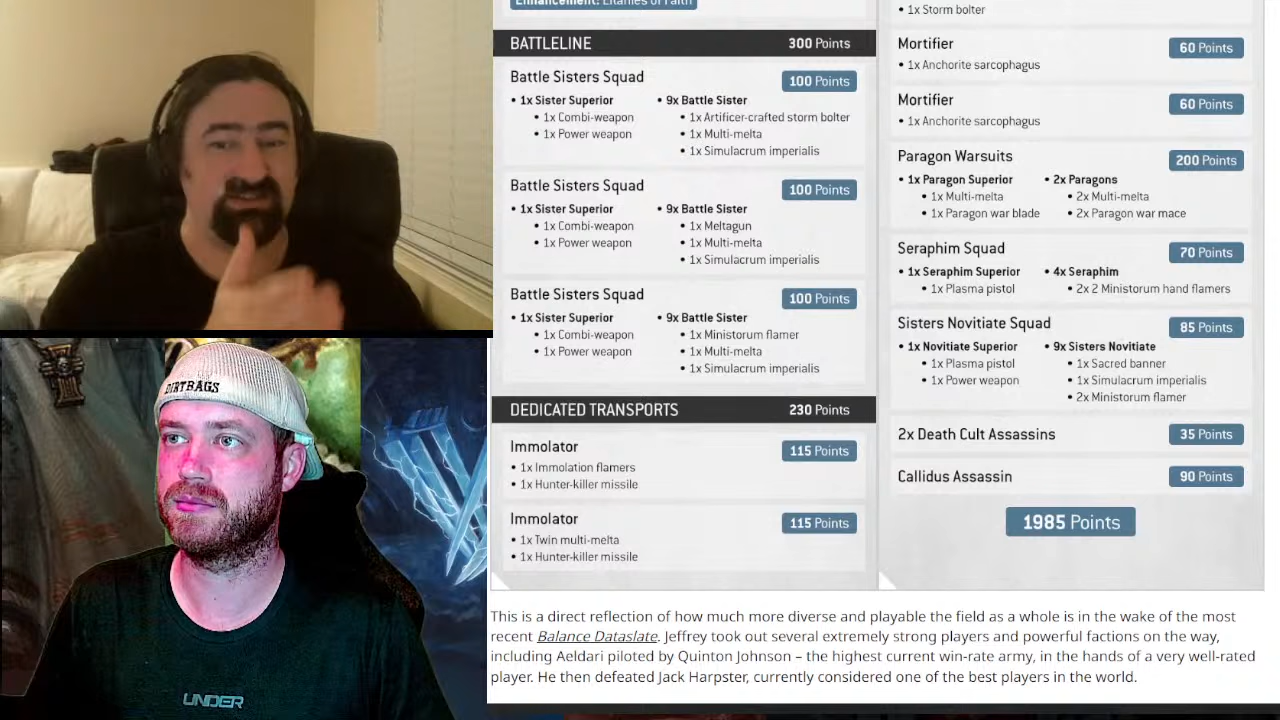 Enhancement: Litanies of Faith
BATTLELINE 300 Points
Battle Sisters Squad 100 Points
• 1x Sister Superior
• 1x Combi-weapon
• 1x Power weapon
• 9x Battle Sister
• 1x Artificer-crafted storm bolter
• 1x Multi-melta
• 1x Simulacrum imperialis
Battle Sisters Squad 100 Points
• 1x Sister Superior
• 1x Combi-weapon
• 1x Power weapon
• 9x Battle Sister
• 1x Meltagun
• 1x Multi-melta
• 1x Simulacrum imperialis
Battle Sisters Squad 100 Points
• 1x Sister Superior
• 1x Combi-weapon
• 1x Power weapon
• 9x Battle Sister
• 1x Ministorum flamer
• 1x Multi-melta
• 1x Simulacrum imperialis
DEDICATED TRANSPORTS 230 Points
Immolator 115 Points
• 1x Immolation flamers
• 1x Hunter-killer missile
Immolator 115 Points
• 1x Twin multi-melta
• 1x Hunter-killer missile
• 1x Storm bolter
Mortifier 60 Points
• 1x Anchorite sarcophagus
Mortifier 60 Points
• 1x Anchorite sarcophagus
Paragon Warsuits 200 Points
• 1x Paragon Superior
• 1x Multi-melta
• 1x Paragon war blade
• 2x Paragons
• 2x Multi-melta
• 2x Paragon war mace
Seraphim Squad 70 Points
• 1x Seraphim Superior
• 1x Plasma pistol
• 4x Seraphim
• 2x 2 Ministorum hand flamers
Sisters Novitiate Squad 85 Points
• 1x Novitiate Superior
• 1x Plasma pistol
• 1x Power weapon
• 9x Sisters Novitiate
• 1x Sacred banner
• 1x Simulacrum imperialis
• 2x Ministorum flamer
2x Death Cult Assassins 35 Points
Callidus Assassin 90 Points
1985 Points
This is a direct reflection of how much more diverse and playable the field as a whole is in the wake of the most
recent Balance Dataslate. Jeffrey took out several extremely strong players and powerful factions on the way,
including Aeldari piloted by Quinton Johnson – the highest current win-rate army, in the hands of a very well-rated
player. He then defeated Jack Harpster, currently considered one of the best players in the world.
DIRTBAGS
UNDER